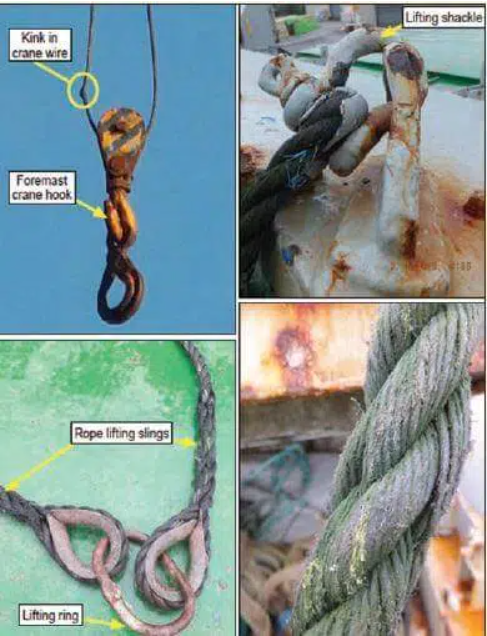 Kink in
crane wire
Foremast
crane hook
Lifting shackle
Rope lifting slings
Lifting ring